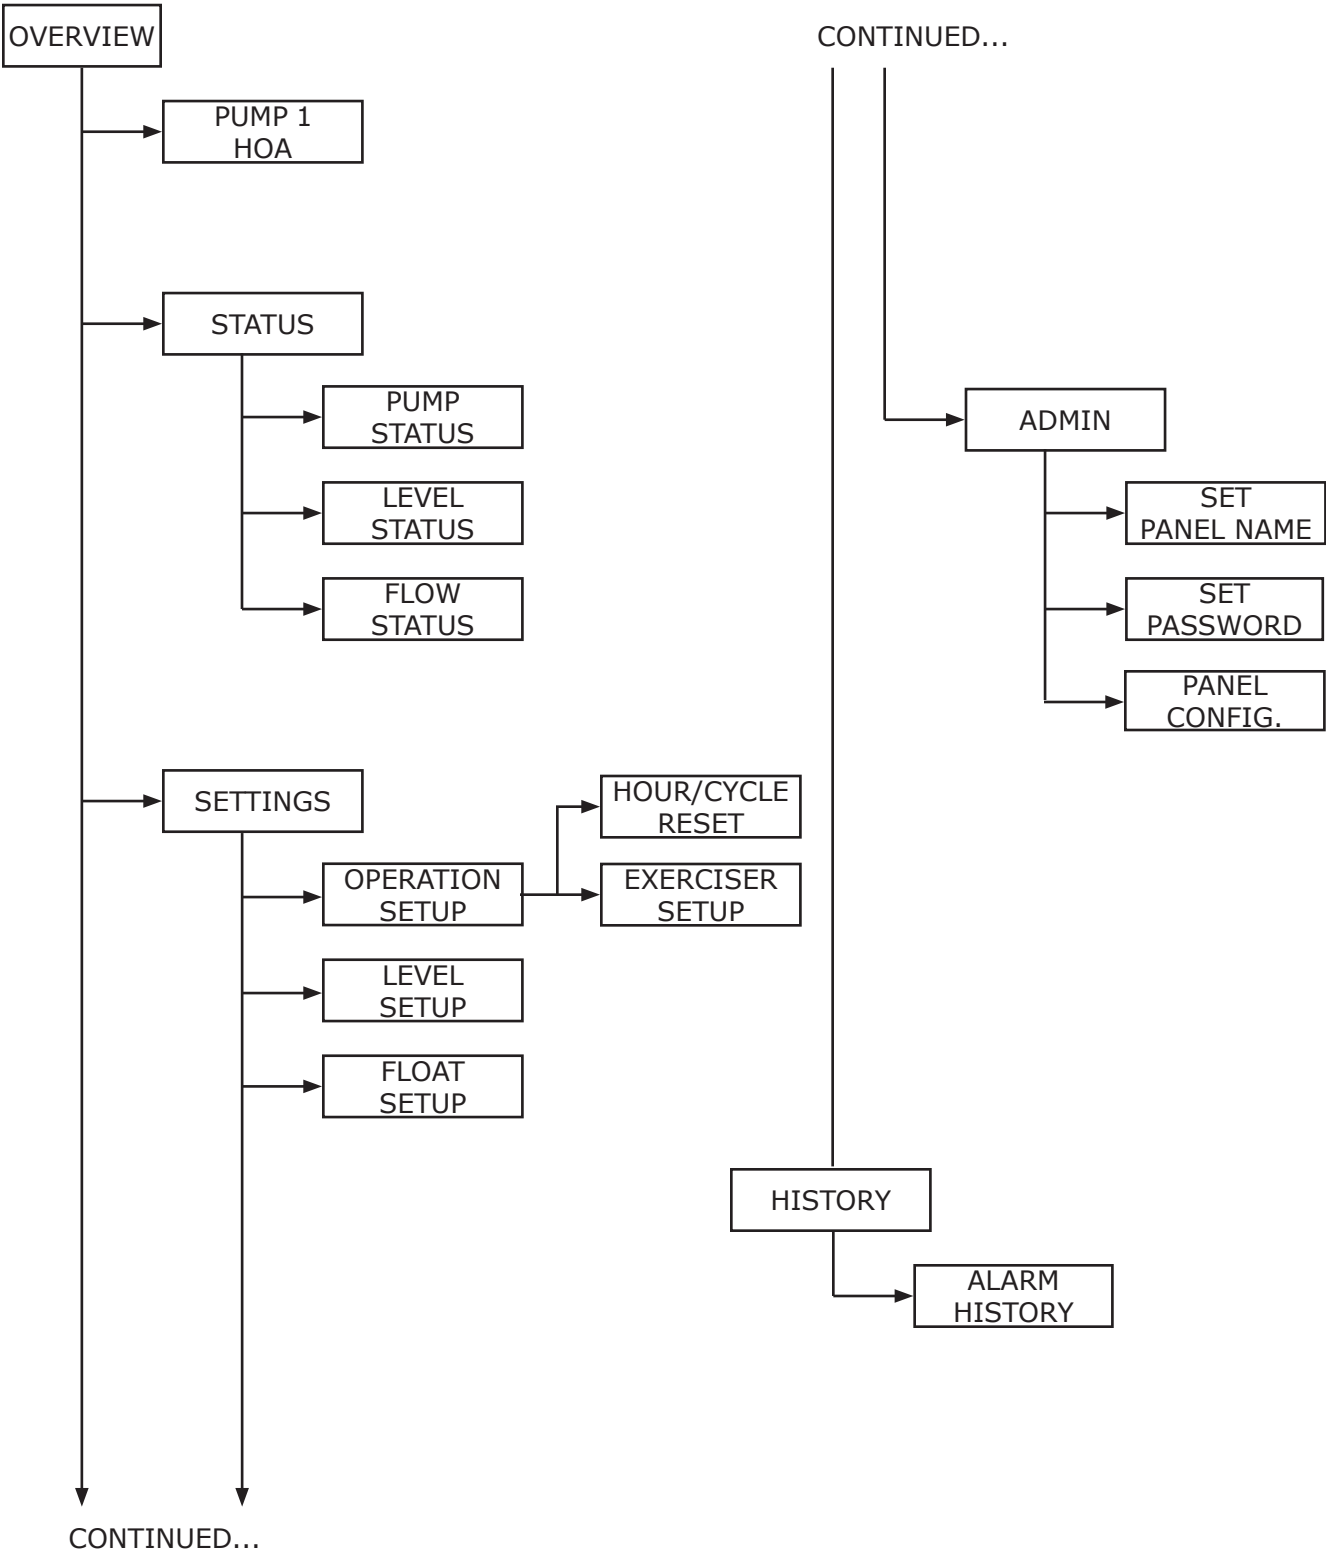 OVERVIEW
PUMP 1
HOA
STATUS
PUMP
STATUS
LEVEL
STATUS
FLOW
STATUS
SETTINGS
OPERATION
SETUP
HOUR/CYCLE
RESET
EXERCISER
SETUP
LEVEL
SETUP
FLOAT
SETUP
CONTINUED...
CONTINUED...
ADMIN
SET
PANEL NAME
SET
PASSWORD
PANEL
CONFIG.
HISTORY
ALARM
HISTORY